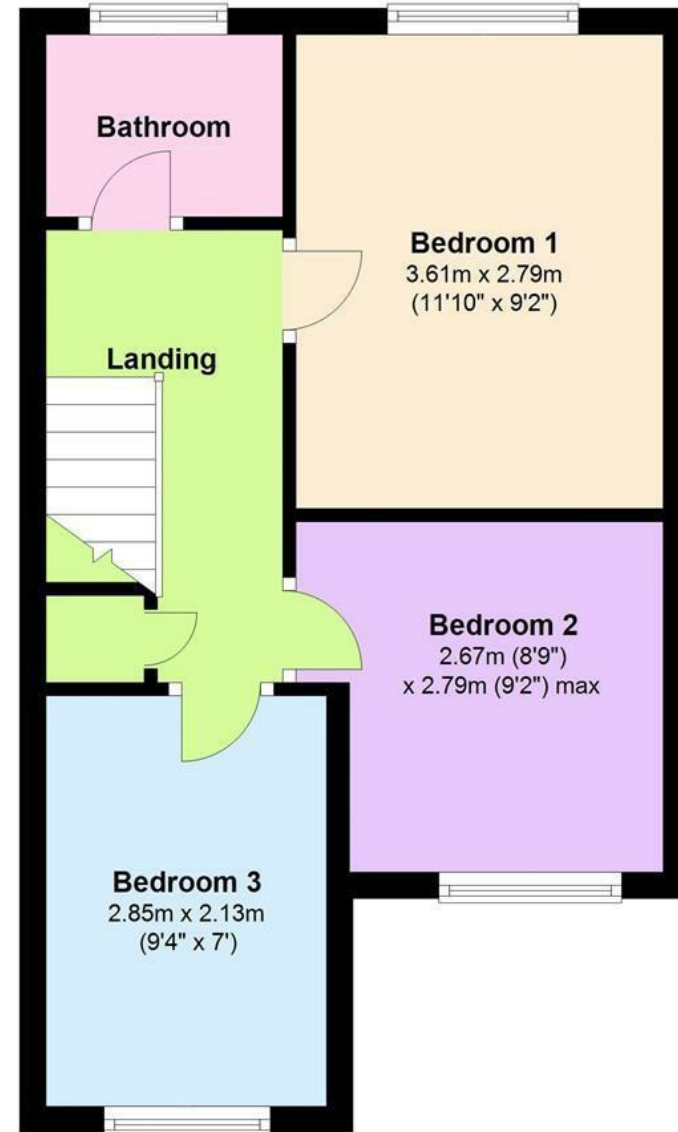 Bathroom
Bedroom 1
3.61m x 2.79m
(11'10" x 9'2")
Landing
Bedroom 2
2.67m (8'9")
x 2.79m (9'2") max
Bedroom 3
2.85m x 2.13m
(9'4" x 7')